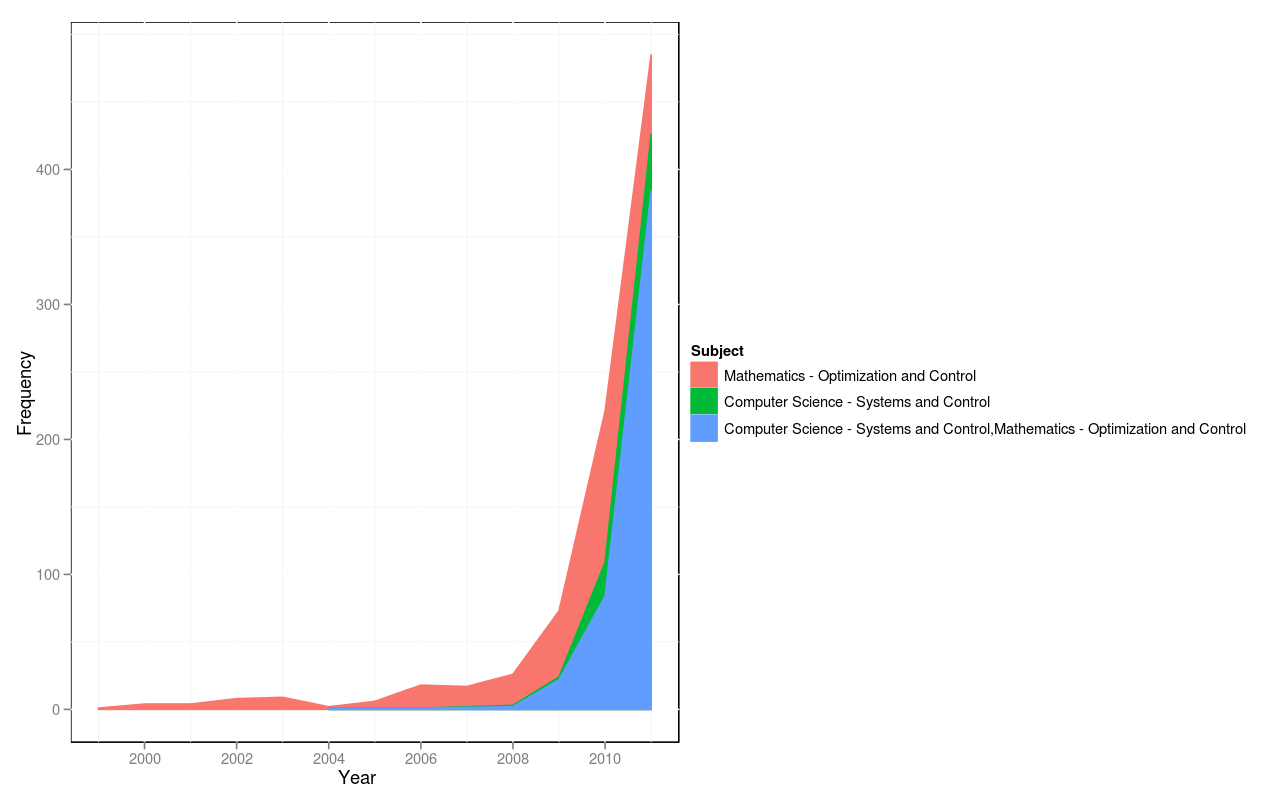 Frequency
400
300
200
100
0
2000 2002 2004 2006 2008 2010
Year
Subject
Mathematics - Optimization and Control
Computer Science - Systems and Control
Computer Science - Systems and Control,Mathematics - Optimization and Control